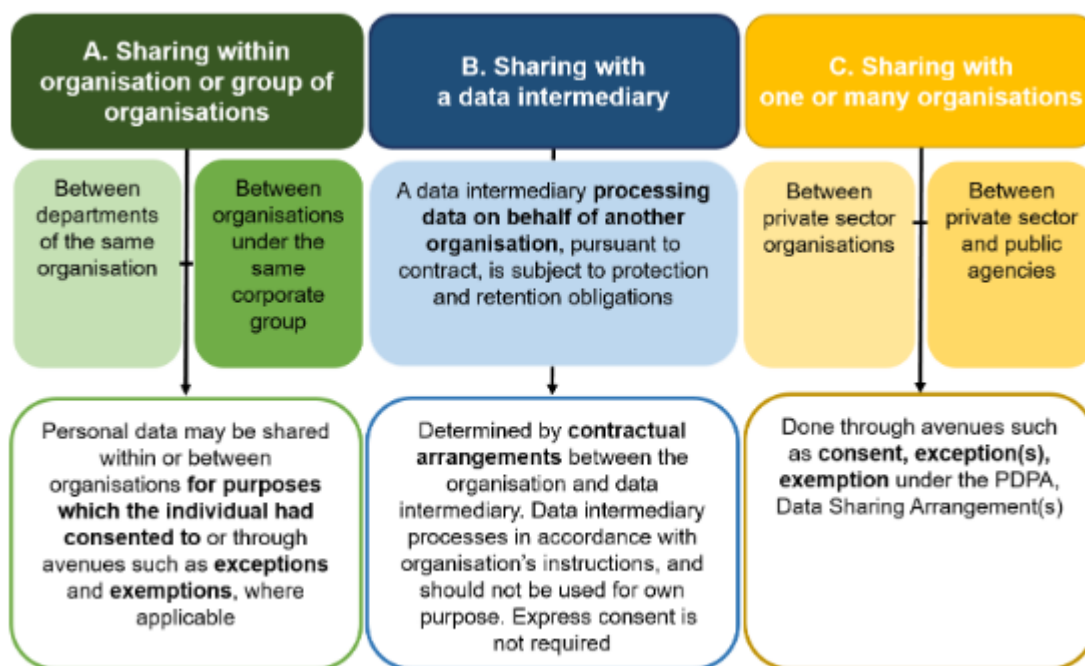 A. Sharing within
organisation or group of
organisations
Between
departments
of the same
organisation
Between
organisations
under the
same
corporate
group
Personal data may be shared
within or between
organisations for purposes
which the individual had
consented to or through
avenues such as exceptions
and exemptions, where
applicable
B. Sharing with
a data intermediary
A data intermediary processing
data on behalf of another
organisation, pursuant to
contract, is subject to protection
and retention obligations
Determined by contractual
arrangements between the
organisation and data
intermediary. Data intermediary
processes in accordance with
organisation's instructions, and
should not be used for own
purpose. Express consent is
not required
C. Sharing with
one or many organisations
Between
private sector
organisations
Between
private sector
and public
agencies
Done through avenues such
as consent, exception(s),
exemption under the PDPA,
Data Sharing Arrangement(s)